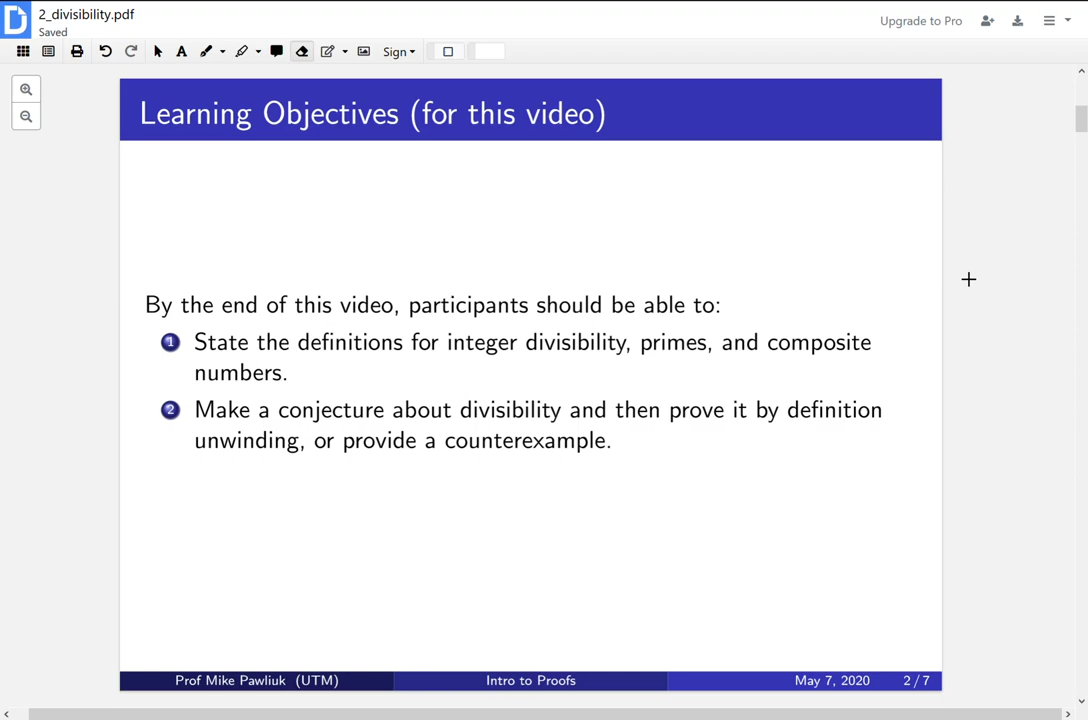 2_divisibility.pdf
Saved
Upgrade to Pro
Sign
Learning Objectives (for this video)
By the end of this video, participants should be able to:
1 State the definitions for integer divisibility, primes, and composite
numbers.
2 Make a conjecture about divisibility and then prove it by definition
unwinding, or provide a counterexample.
Prof Mike Pawliuk (UTM) Intro to Proofs May 7, 2020 2 / 7